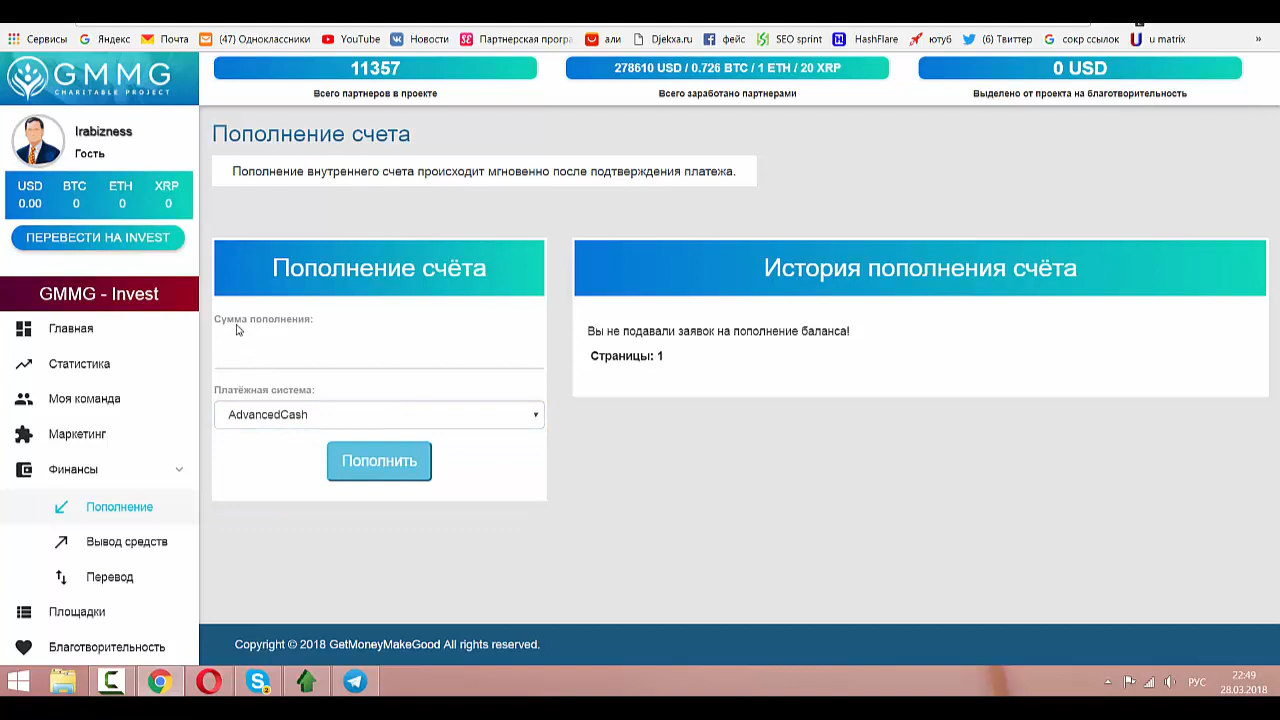 Сервисы
Яндекс
Почта
(47) Одноклассники
YouTube
Новости
Партнерская прогр
али
Djekxa.ru
фейс
SEO sprint
HashFlare
ютуб
(6) Твиттер
сокр ссылок
u matrix
»
GMMG
CHARITABLE PROJECT
11357
278610 USD / 0.726 BTC / 1 ETH / 20 XRP
0 USD
Всего партнеров в проекте
Всего заработано партнерами
Выделено от проекта на благотворительность
Irabizness
Гость
USD BTC ETH XRP
0.00 0 0 0
ПЕРЕВЕСТИ НА INVEST
GMMG - Invest
Главная
Статистика
Моя команда
Маркетинг
Финансы
Пополнение
Вывод средств
Перевод
Площадки
Благотворительность
Пополнение счета
Пополнение внутреннего счета происходит мгновенно после подтверждения платежа.
Пополнение счёта
Сумма пополнения:
Платёжная система:
AdvancedCash
Пополнить
История пополнения счёта
Вы не подавали заявок на пополнение баланса!
Страницы: 1
Copyright © 2018 GetMoneyMakeGood All rights reserved.
РУС
22:49
28.03.2018